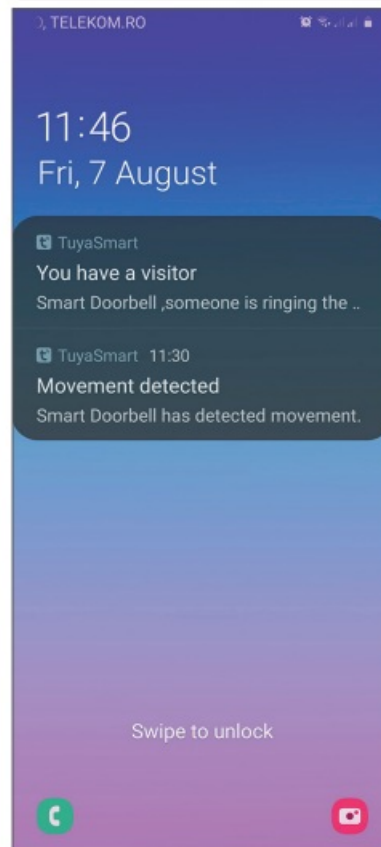 ), TELEKOM.RO
11:46
Fri, 7 August
TuyaSmart
You have a visitor
Smart Doorbell ,someone is ringing the ..
TuyaSmart 11:30
Movement detected
Smart Doorbell has detected movement.
Swipe to unlock